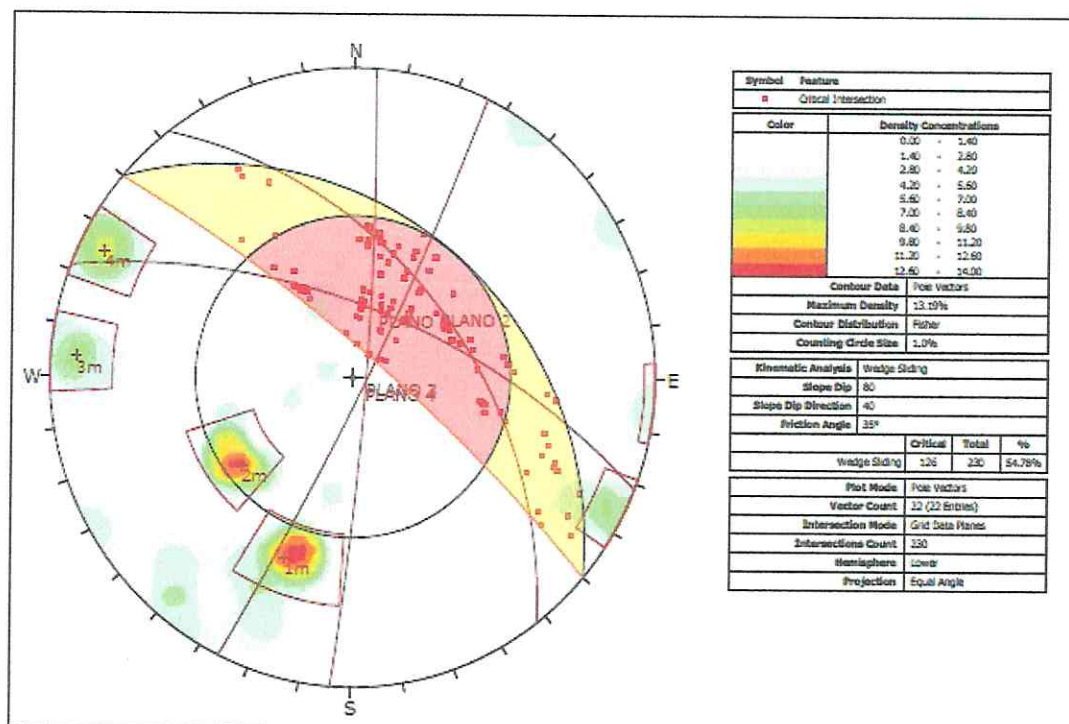 N
W
E
S
4m
3m
2m
1m
PLANO 2
PLANO 4
Symbol Feature
Critical Intersection
Color Density Concentrations
0.00 - 1.40
1.40 - 2.80
2.80 - 4.20
4.20 - 5.60
5.60 - 7.00
7.00 - 8.40
8.40 - 9.80
9.80 - 11.20
11.20 - 12.60
12.60 - 14.00
Contour Data Pole Vectors
Maximum Density 13.19%
Contour Distribution Fisher
Counting Circle Size 1.0%
Kinematic Analysis Wedge Sliding
Slope Dip 80
Slope Dip Direction 40
Friction Angle 35°
Critical Total %
Wedge Sliding 126 230 54.78%
Plot Mode Pole Vectors
Vector Count 22 (22 Entries)
Intersection Mode Grid Data Planes
Intersections Count 230
Hemisphere Lower
Projection Equal Angle